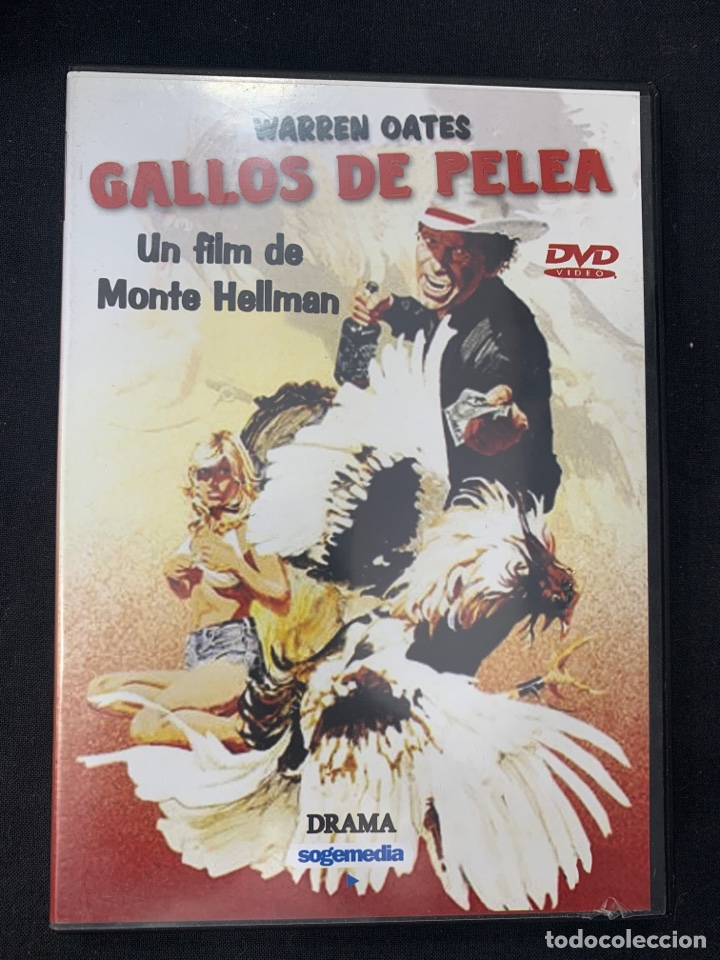 WARREN OATES
GALLOS DE PELEA
Un film de
Monte Hellman
DVD
VIDEO
DRAMA
sogemedia
todocoleccion